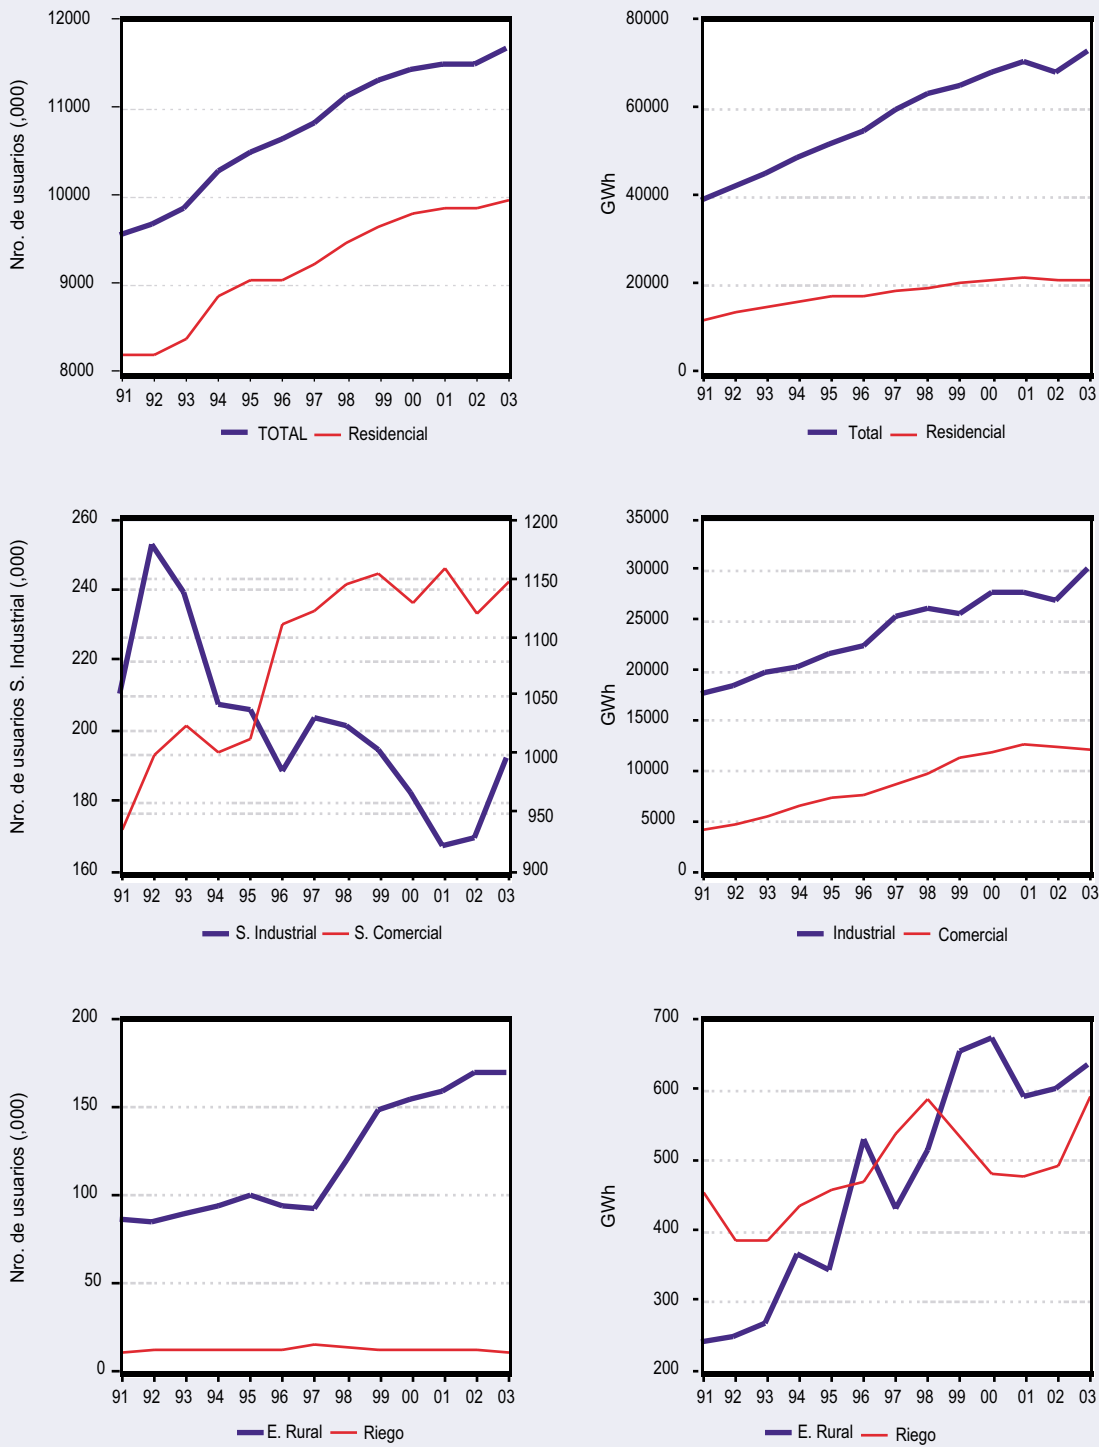 12000
11000
10000
9000
8000
Nro. de usuarios (,000)
91 92 93 94 95 96 97 98 99 00 01 02 03
TOTAL Residencial
80000
60000
40000
20000
0
GWh
91 92 93 94 95 96 97 98 99 00 01 02 03
Total Residencial
260
240
220
200
180
160
Nro. de usuarios S. Industrial (,000)
1200
1150
1100
1050
1000
950
900
91 92 93 94 95 96 97 98 99 00 01 02 03
S. Industrial S. Comercial
35000
30000
25000
20000
15000
10000
5000
0
GWh
91 92 93 94 95 96 97 98 99 00 01 02 03
Industrial Comercial
200
150
100
50
0
Nro. de usuarios (,000)
91 92 93 94 95 96 97 98 99 00 01 02 03
E. Rural Riego
700
600
500
400
300
200
GWh
91 92 93 94 95 96 97 98 99 00 01 02 03
E. Rural Riego